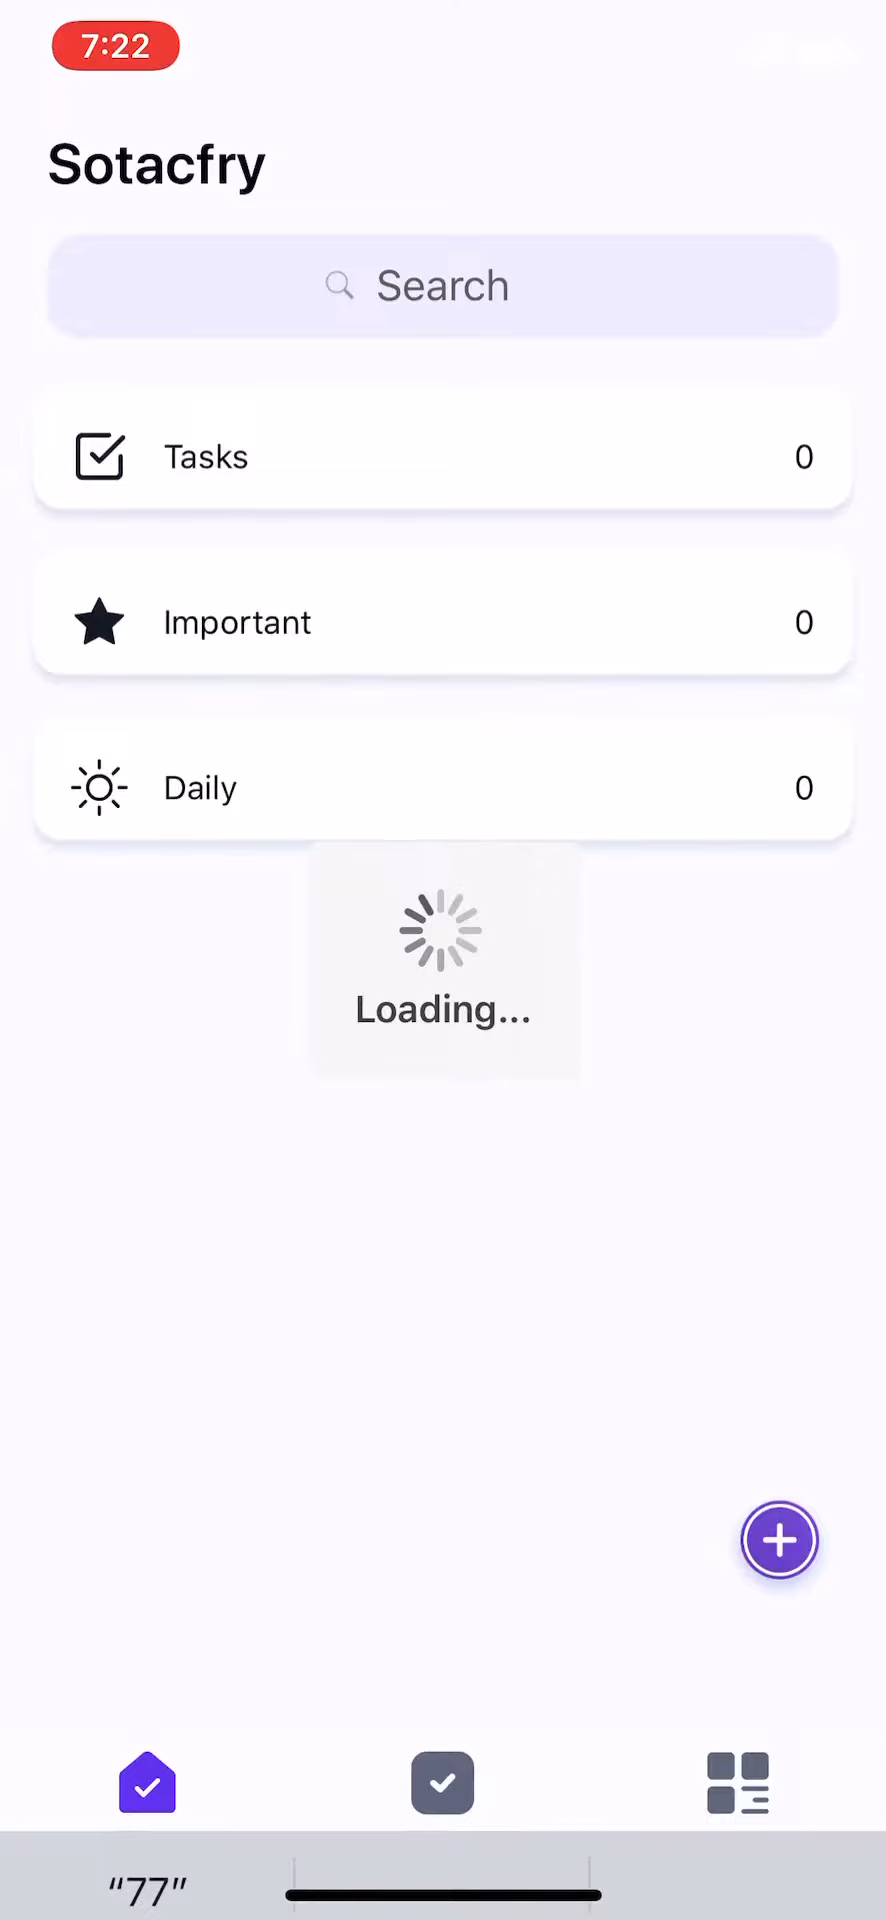 7:22
Sotacfry
Search
Tasks 0
Important 0
Daily 0
Loading...
“77”